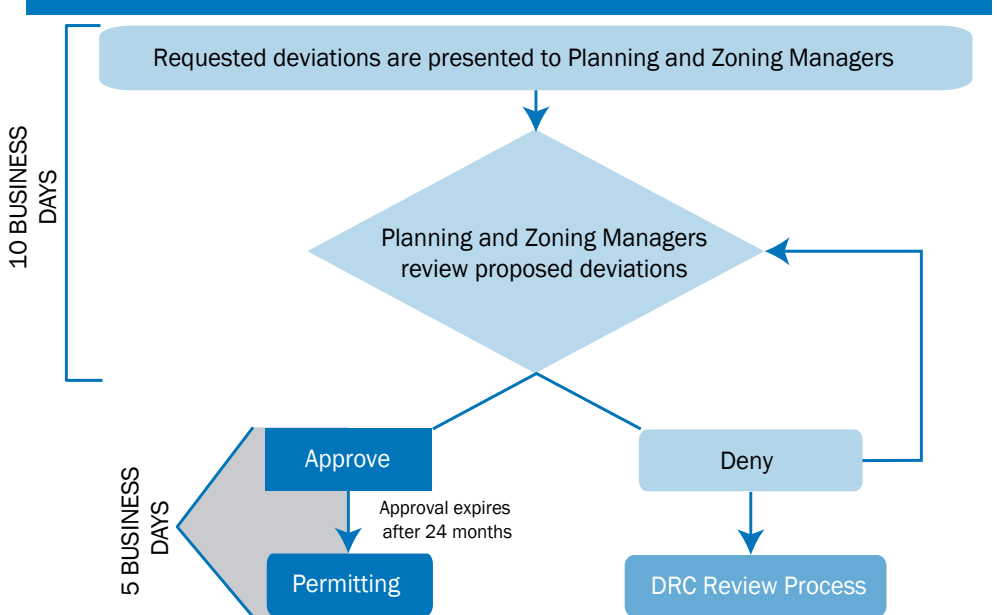 Requested deviations are presented to Planning and Zoning Managers
10 BUSINESS
DAYS
Planning and Zoning Managers
review proposed deviations
Approve
Deny
Approval expires
after 24 months
5 BUSINESS
DAYS
Permitting
DRC Review Process